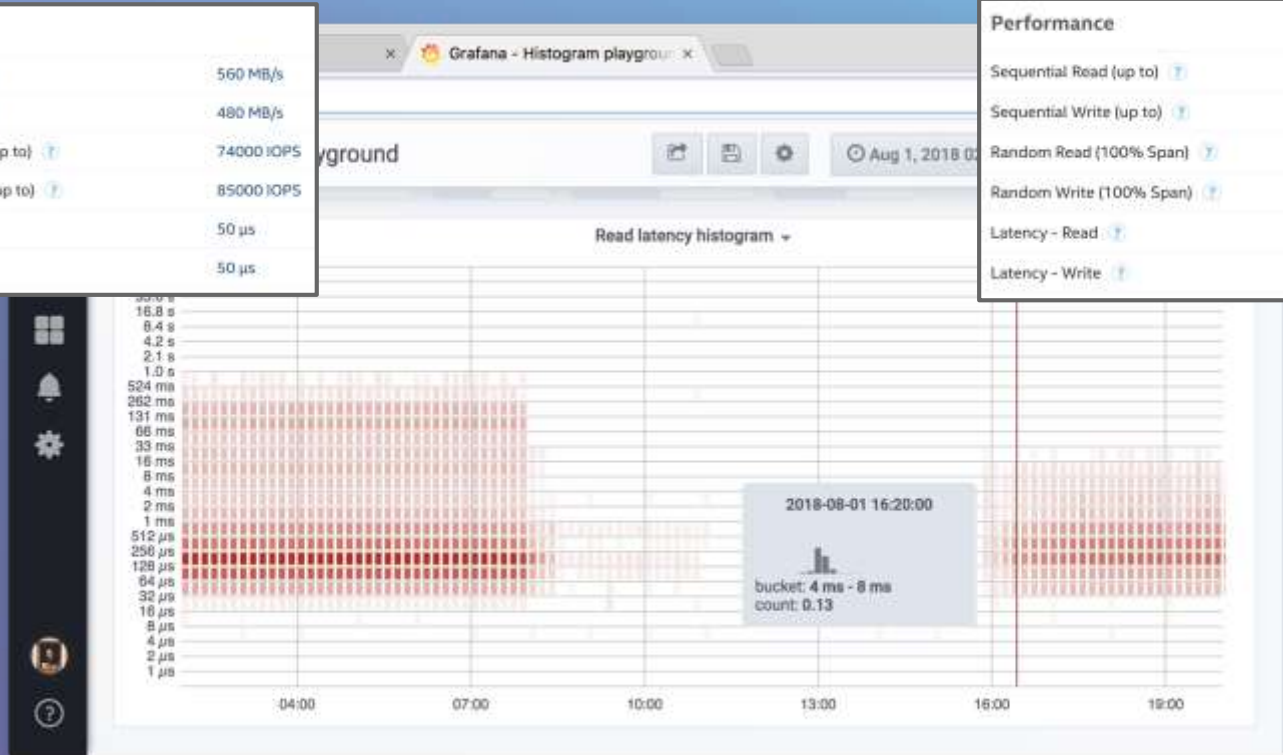 560 MB/s
480 MB/s
p to) ? 74000 IOPS
up to) ? 85000 IOPS
50 µs
50 µs
× Grafana - Histogram playgrou ×
yground
Aug 1, 2018 0
Performance
Sequential Read (up to) ?
Sequential Write (up to) ?
Random Read (100% Span) ?
Random Write (100% Span) ?
Latency - Read ?
Latency - Write ?
Read latency histogram
16.8 s
8.4 s
4.2 s
2.1 s
1.0 s
524 ms
262 ms
131 ms
66 ms
33 ms
16 ms
8 ms
4 ms
2 ms
1 ms
512 µs
256 µs
128 µs
64 µs
32 µs
16 µs
8 µs
4 µs
2 µs
1 µs
2018-08-01 16:20:00
bucket: 4 ms - 8 ms
count: 0.13
04:00 07:00 10:00 13:00 16:00 19:00
?